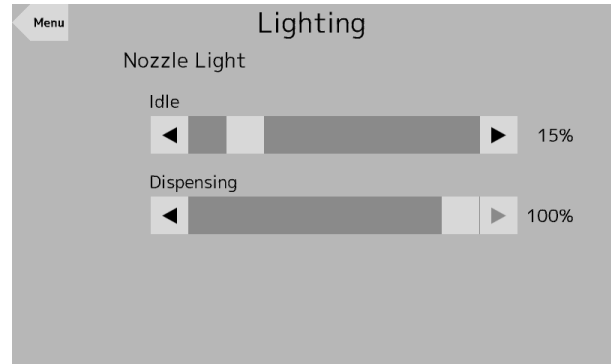 Menu
Lighting
Nozzle Light
Idle
15%
Dispensing
100%